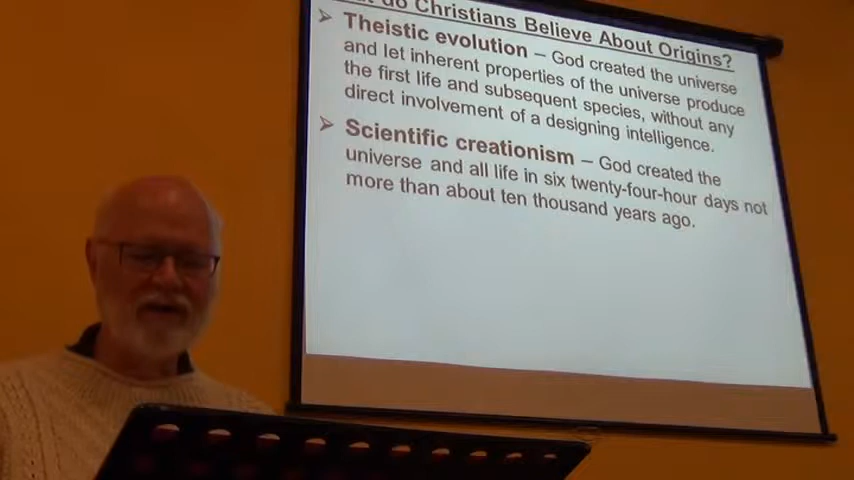 do Christians Believe About Origins?
➢ Theistic evolution – God created the universe
and let inherent properties of the universe produce
the first life and subsequent species, without any
direct involvement of a designing intelligence.
➢ Scientific creationism – God created the
universe and all life in six twenty-four-hour days not
more than about ten thousand years ago.